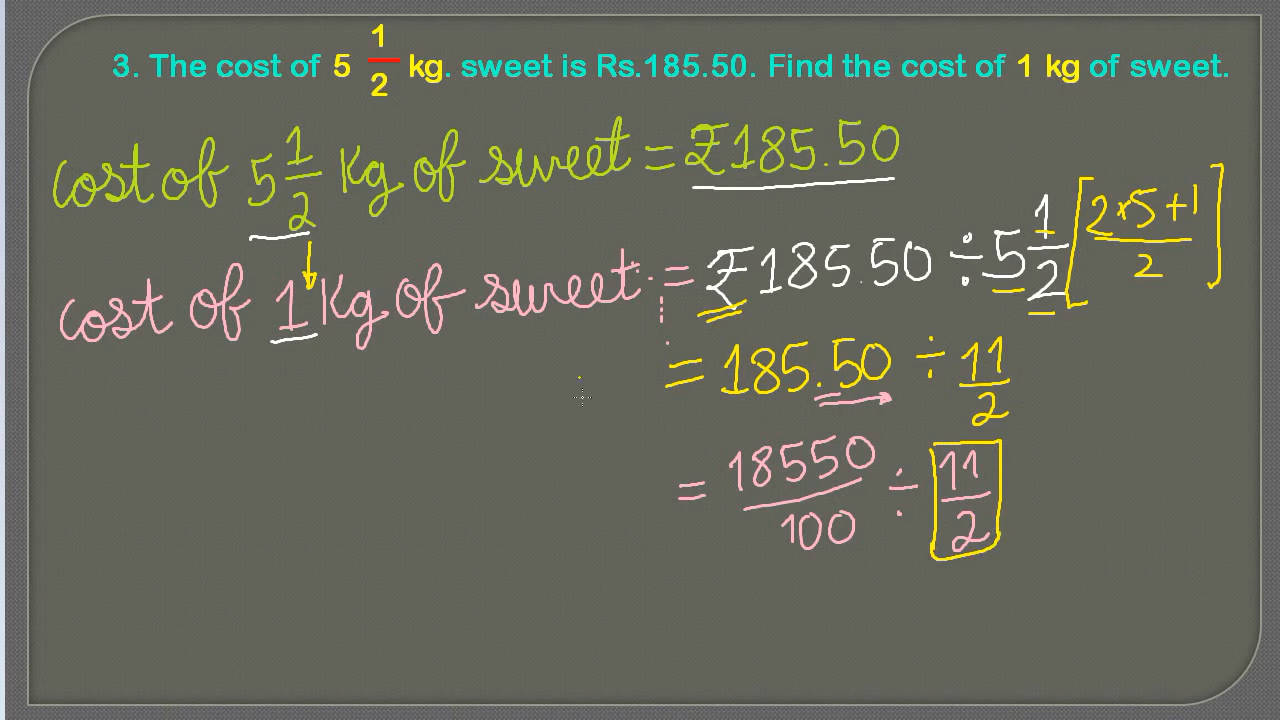 3. The cost of 5 1/2 kg. sweet is Rs.185.50. Find the cost of 1 kg of sweet.
cost of 5 1/2 Kg. of sweet = ₹185.50
cost of 1 Kg. of sweet = ₹185.50 ÷ 5 1/2 [2×5+1/2]
= 185.50 ÷ 11/2
= 18550/100 ÷ 11/2